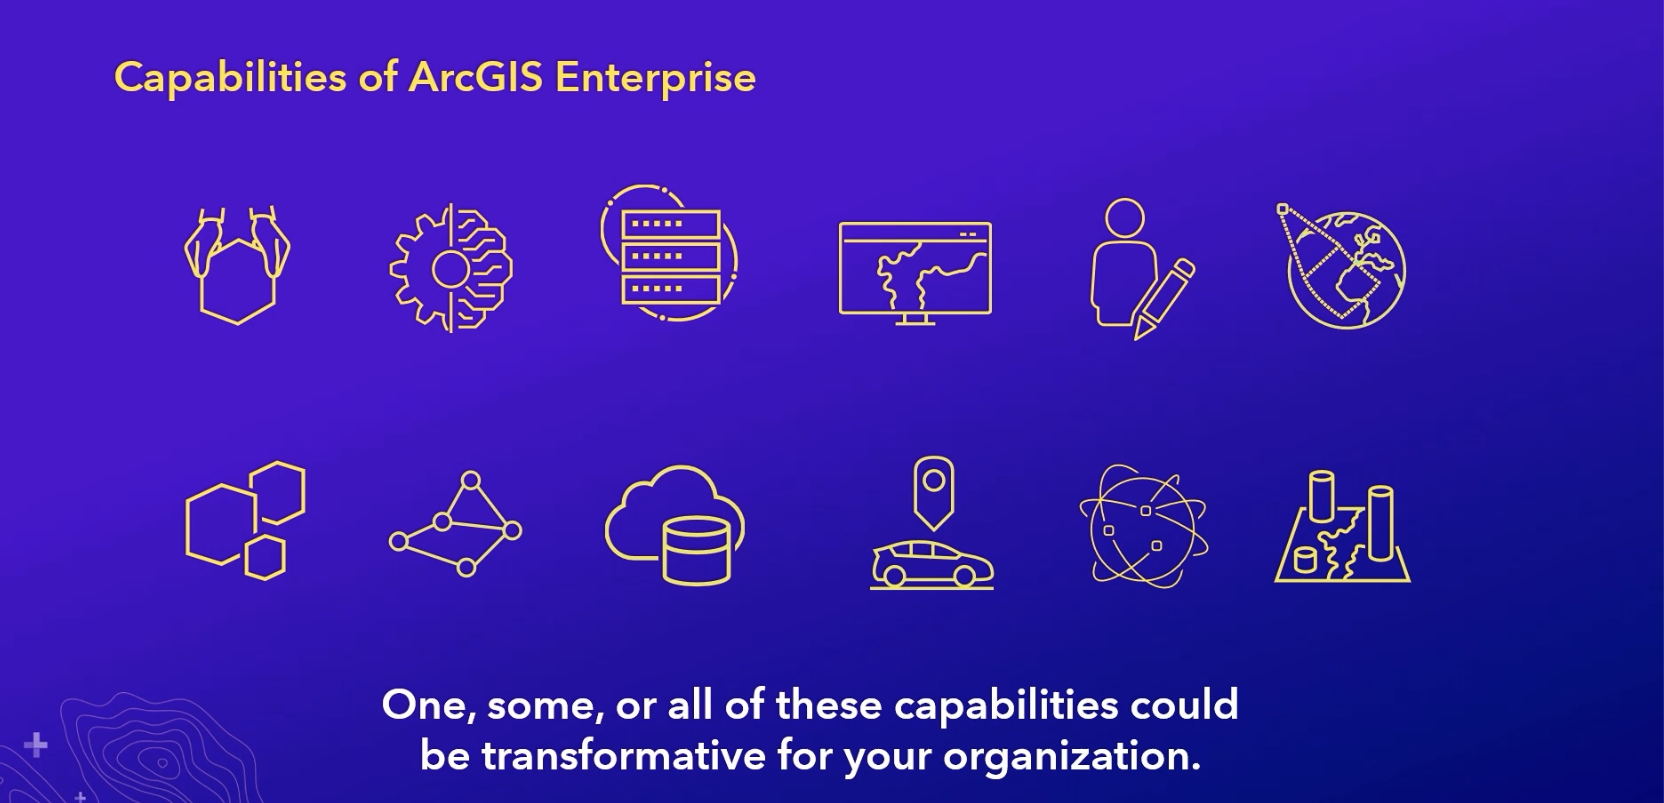 Capabilities of ArcGIS Enterprise
One, some, or all of these capabilities could
be transformative for your organization.